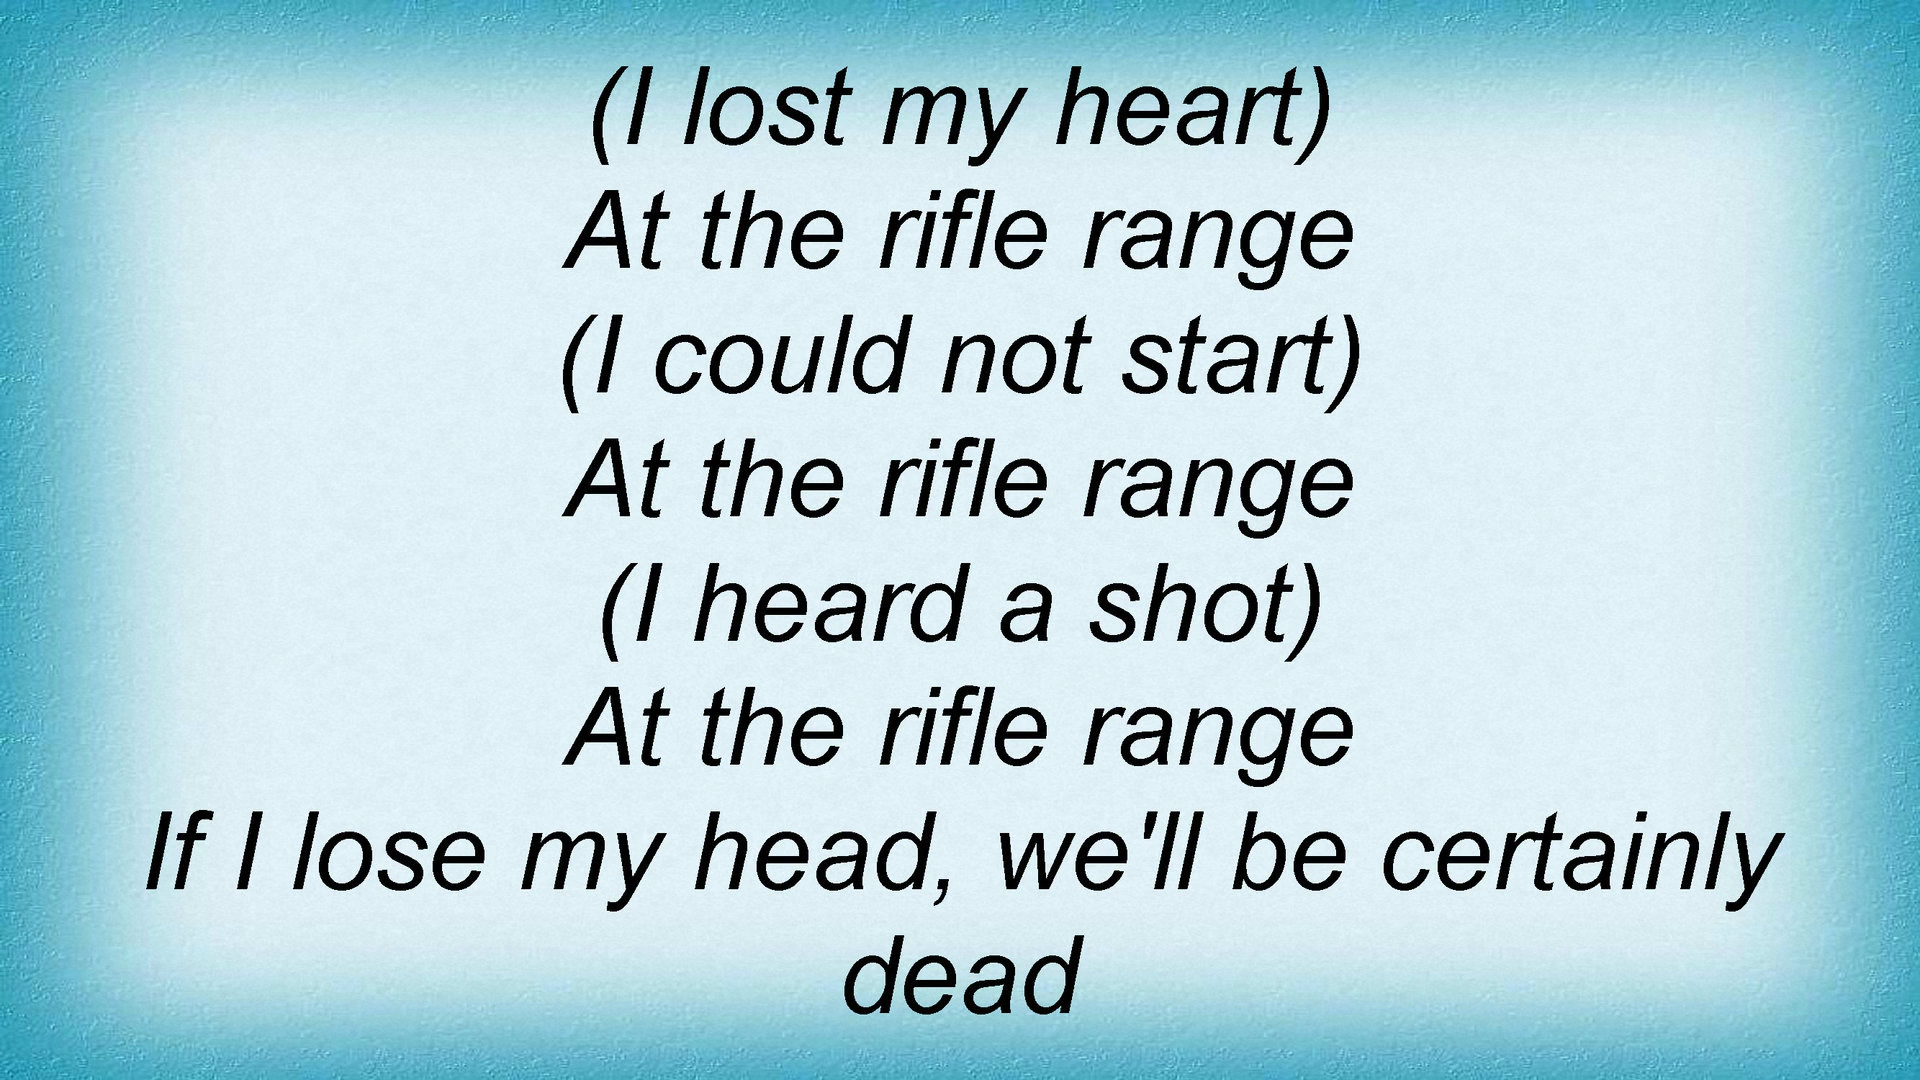 (I lost my heart)
At the rifle range
(I could not start)
At the rifle range
(I heard a shot)
At the rifle range
If I lose my head, we'll be certainly
dead